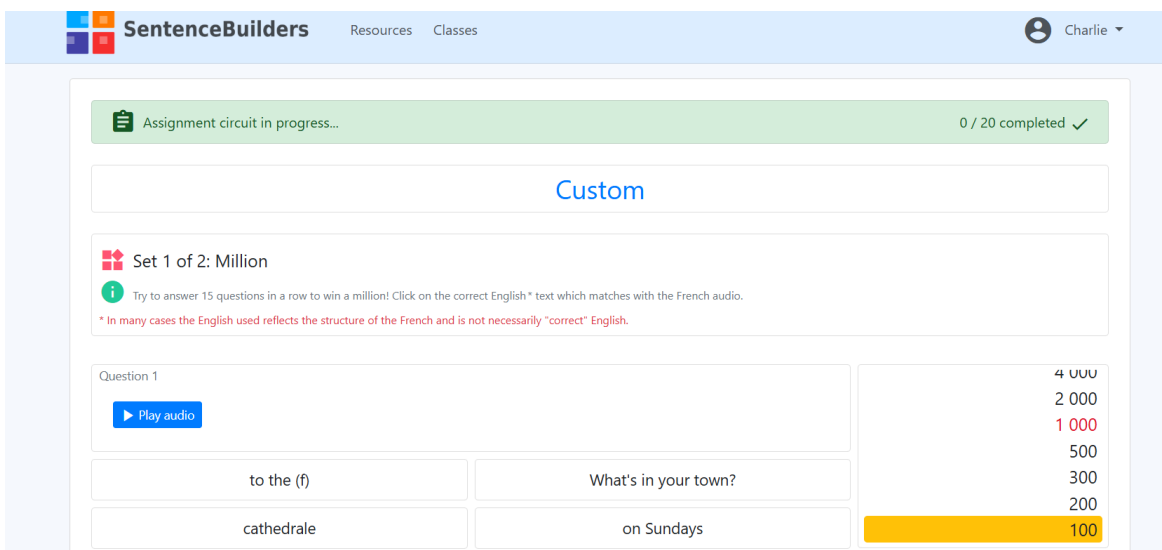 SentenceBuilders Resources Classes Charlie
Assignment circuit in progress... 0 / 20 completed
Custom
Set 1 of 2: Million
i Try to answer 15 questions in a row to win a million! Click on the correct English* text which matches with the French audio.
* In many cases the English used reflects the structure of the French and is not necessarily "correct" English.
Question 1
Play audio
to the (f) What's in your town?
cathedrale on Sundays
4 000
2 000
1 000
500
300
200
100